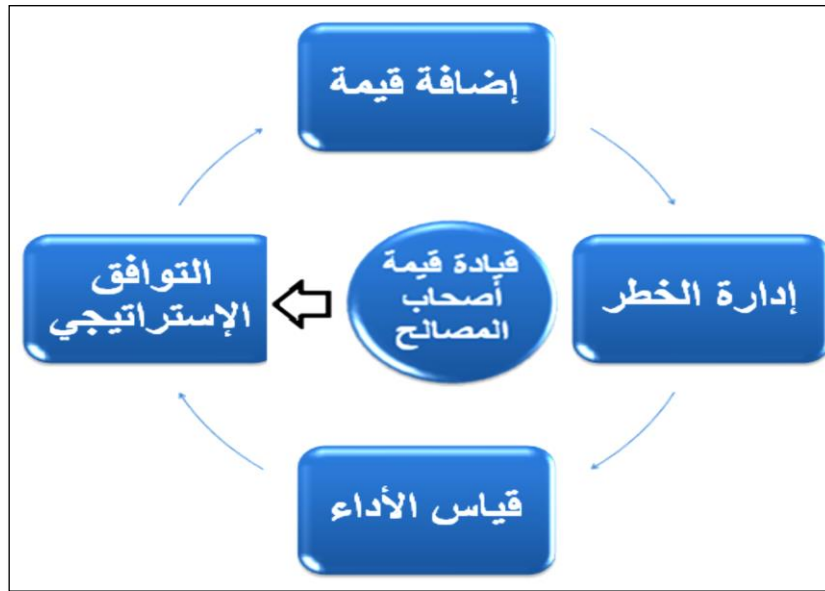 إضافة قيمة
إدارة الخطر
قيادة قيمة
أصحاب
المصالح
التوافق
الإستراتيجي
قياس الأداء